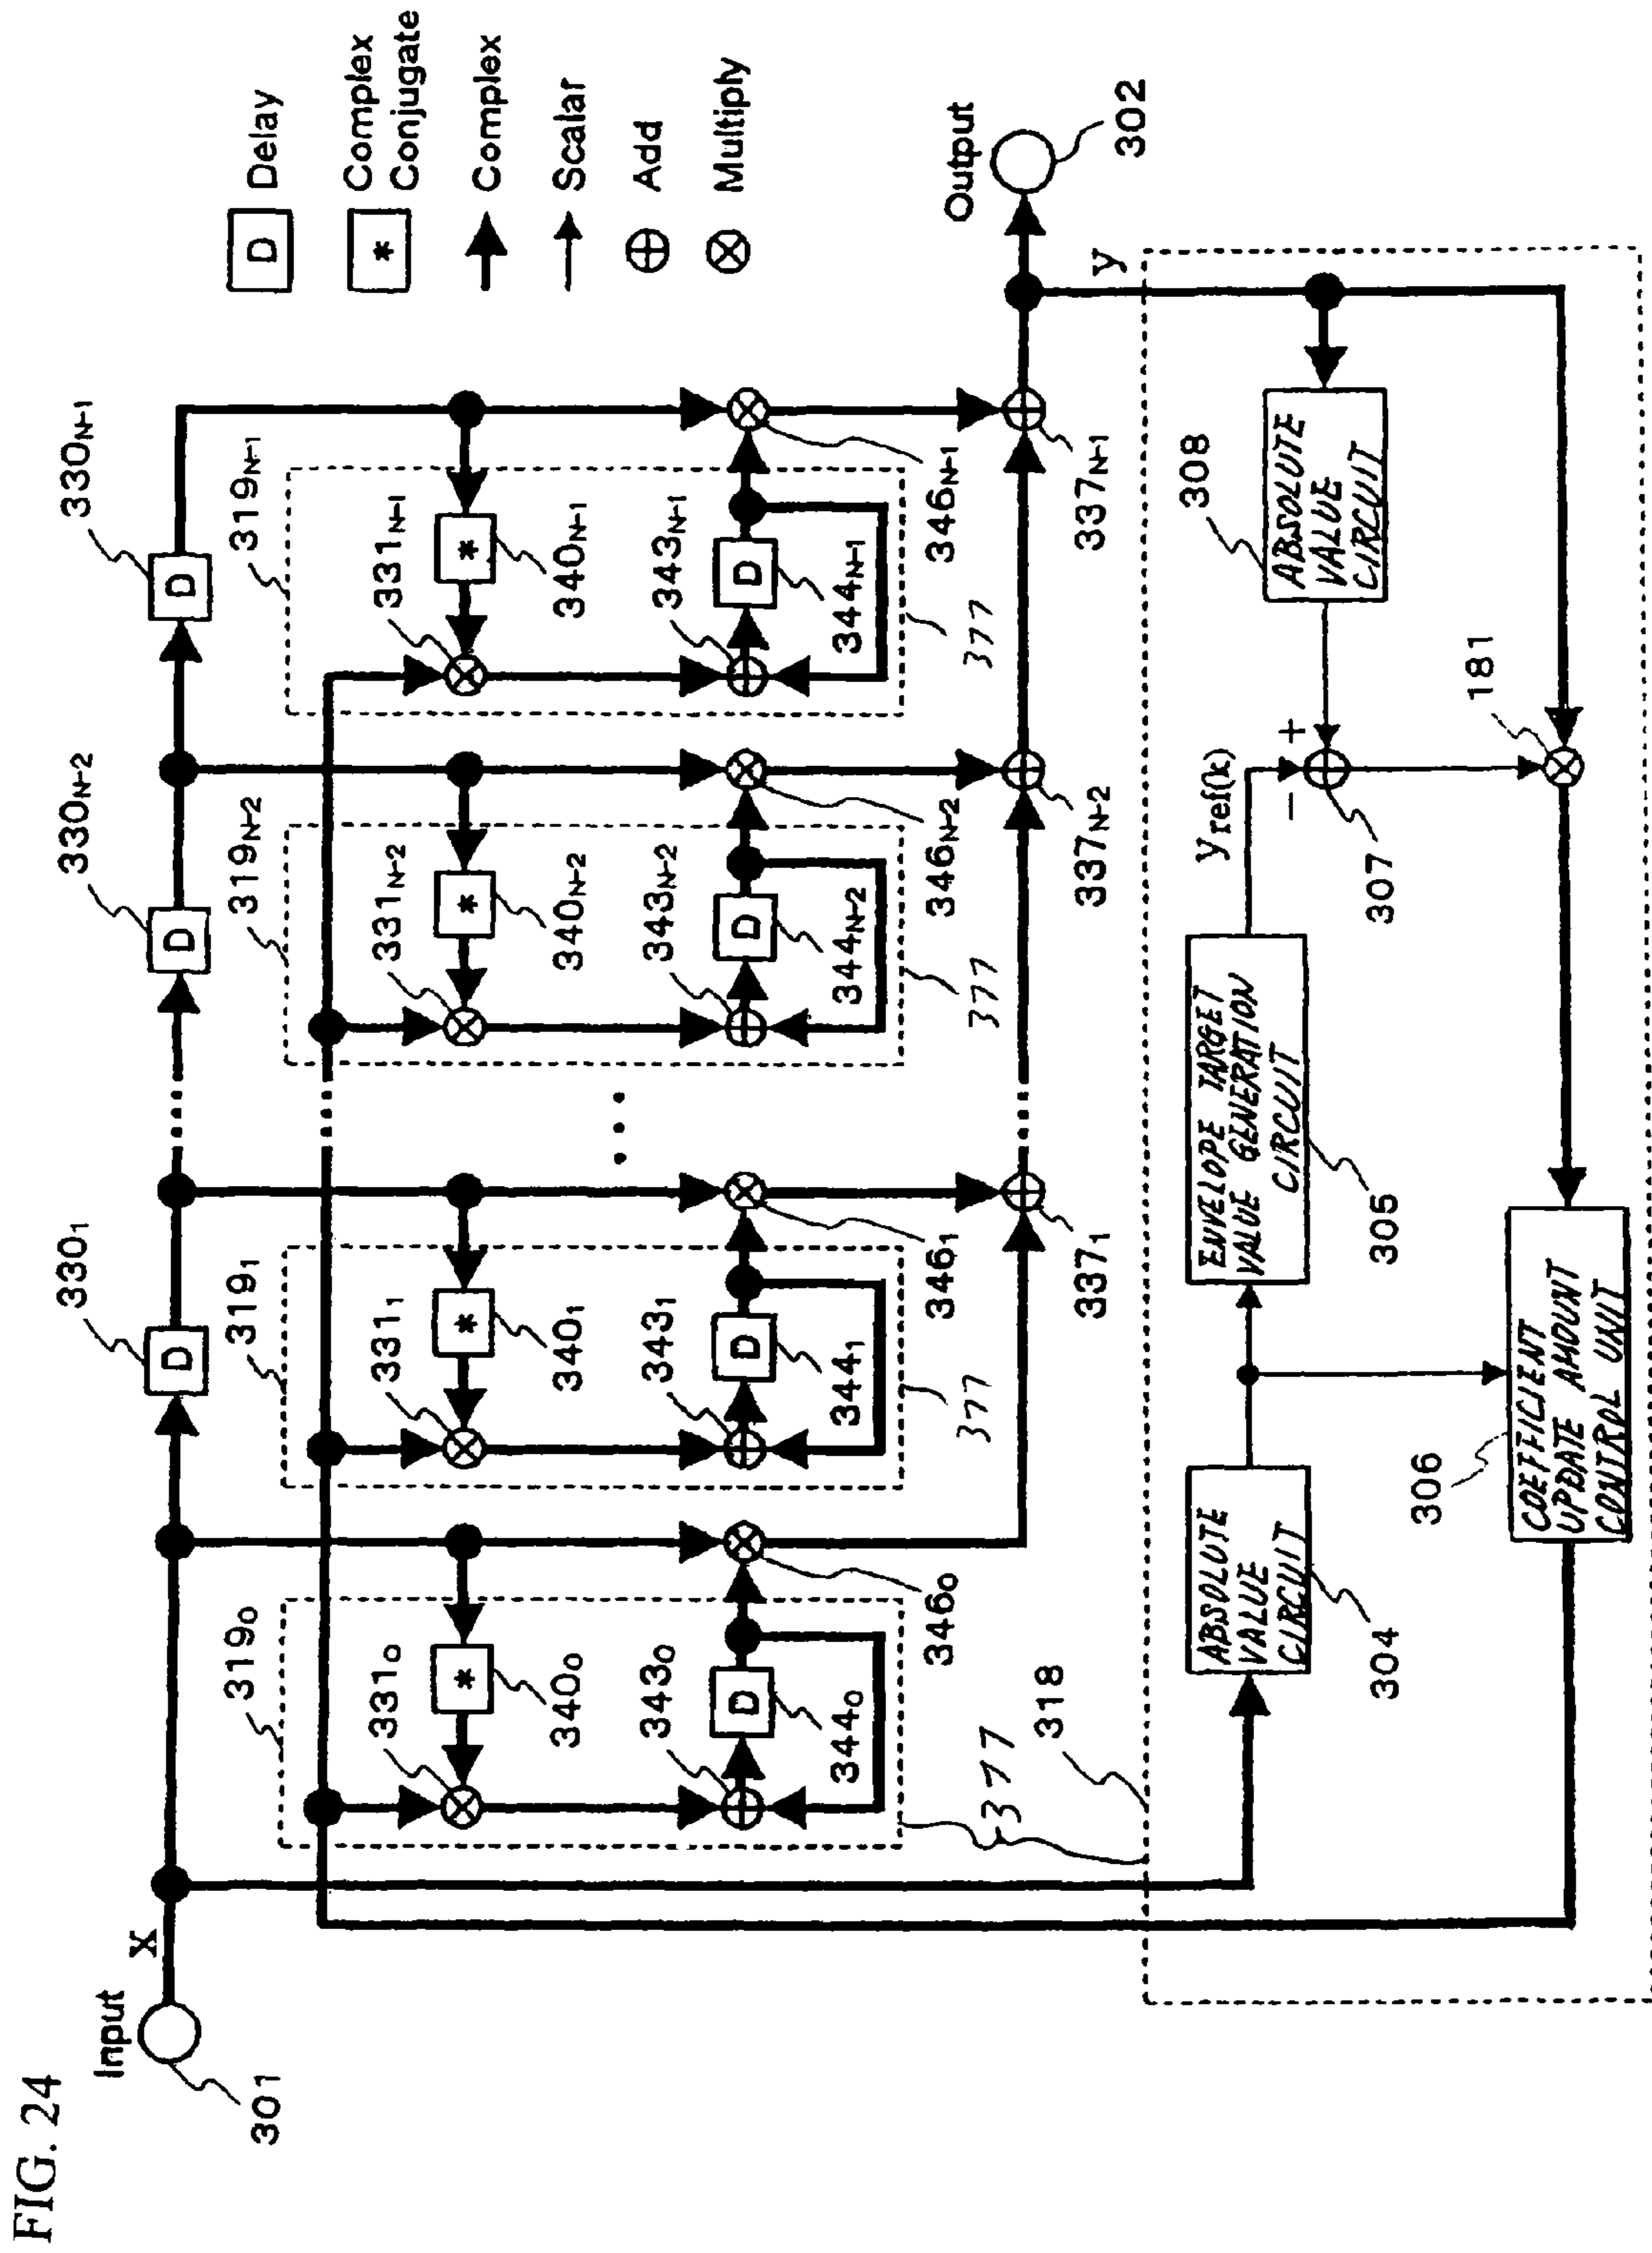 FIG. 24
Input
301
X
330₁
330N-2
330N-1
D
D
D
D
Delay
*
Complex
Conjugate
Complex
Scalar
Add
Multiply
319₀
319₁
319N-2
319N-1
331₀
331₁
331N-2
331N-1
*
*
*
*
340₀
340₁
340N-2
340N-1
343₀
343₁
343N-2
343N-1
D
D
D
D
344₀
344₁
344N-2
344N-1
346₀
346₁
346N-2
346N-1
377
377
377
377
...
337₁
337N-2
337N-1
Output
302
y
318
ABSOLUTE
VALUE
CIRCUIT
304
ENVELOPE TARGET
VALUE GENERATION
CIRCUIT
305
yref(k)
−
+
307
308
ABSOLUTE
VALUE
CIRCUIT
181
306
COEFFICIENT
UPDATE AMOUNT
CONTROL UNIT